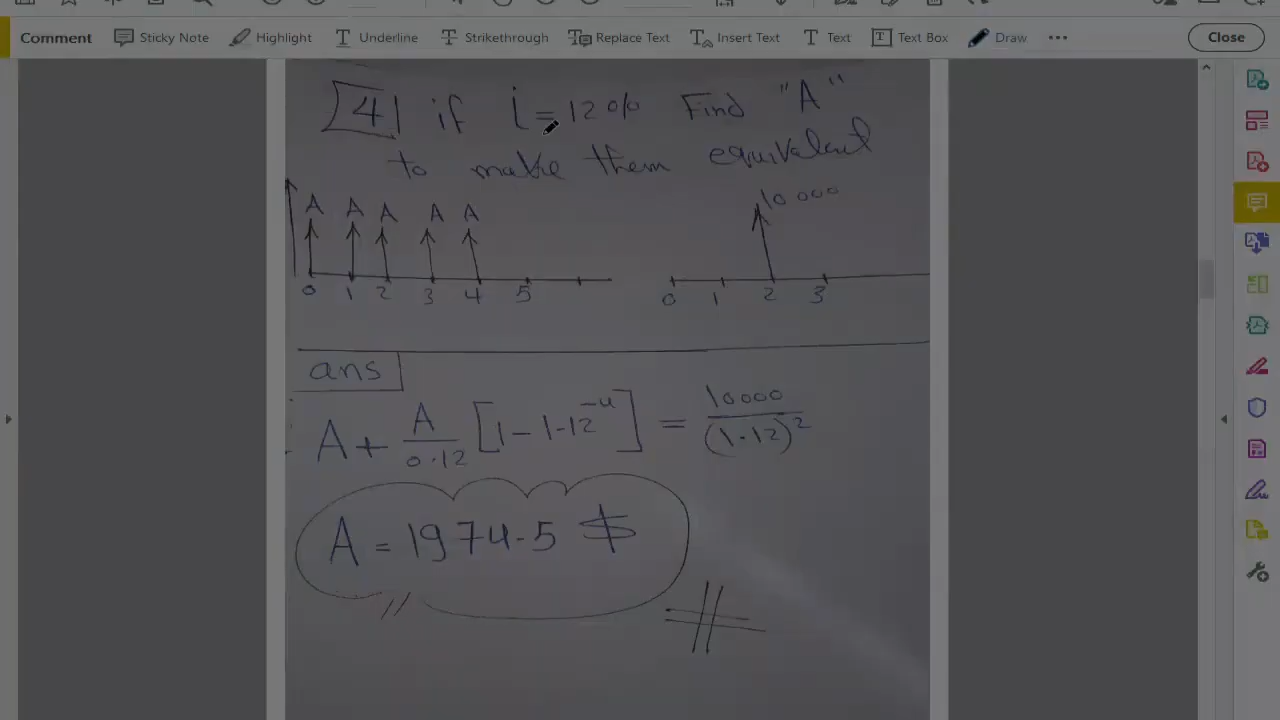 Comment Sticky Note Highlight Underline Strikethrough Replace Text Insert Text Text Text Box Draw ... Close
4 if i = 12% Find "A"
to make them equivalent
A A A A A
10 000
0 1 2 3 4 5
0 1 2 3
ans
A + A/0.12 [1 - 1.12^-4] = 10000/(1.12)^2
A = 1974.5 $